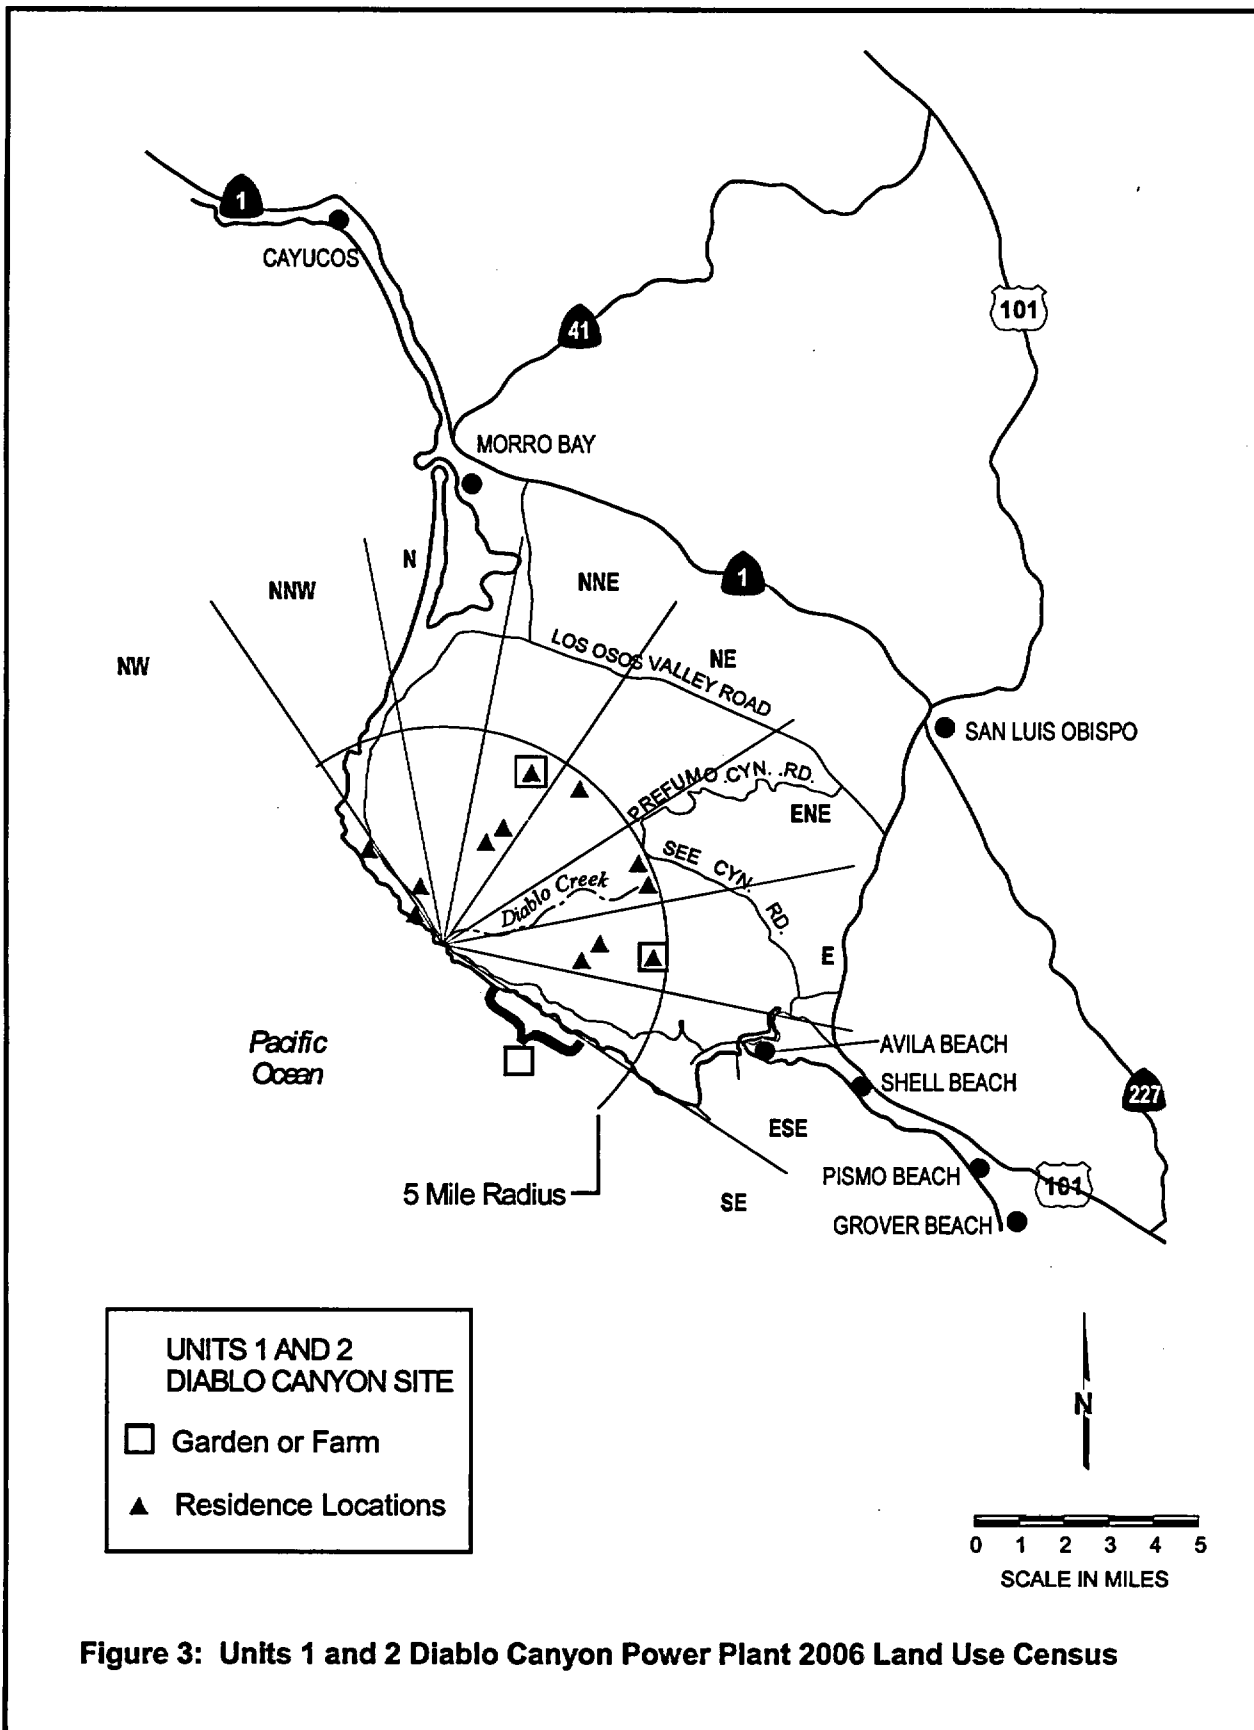 1
CAYUCOS
41
101
MORRO BAY
N
NNW
NNE
1
NW
NE
LOS OSOS VALLEY ROAD
SAN LUIS OBISPO
PREFUMO CYN. RD.
ENE
SEE CYN. RD.
Diablo Creek
E
Pacific
Ocean
AVILA BEACH
SHELL BEACH
227
ESE
5 Mile Radius
PISMO BEACH
101
SE
GROVER BEACH
UNITS 1 AND 2
DIABLO CANYON SITE
Garden or Farm
Residence Locations
N
0 1 2 3 4 5
SCALE IN MILES
Figure 3: Units 1 and 2 Diablo Canyon Power Plant 2006 Land Use Census